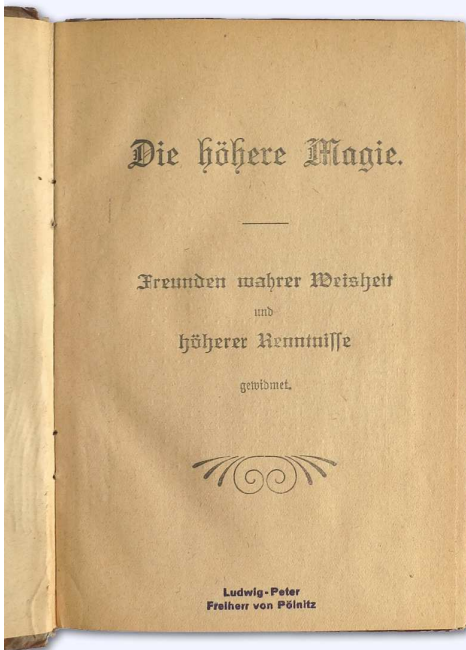 Die höhere Magie.
Freunden wahrer Weisheit
und
höherer Kenntnisse
gewidmet.
Ludwig-Peter
Freiherr von Pölnitz